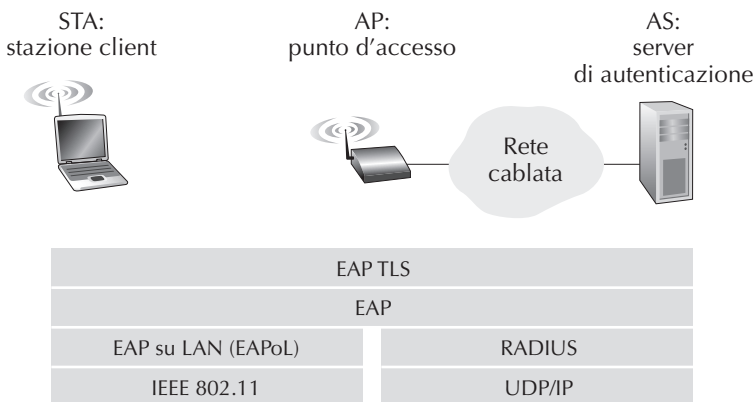 STA:
stazione client
AP:
punto d'accesso
AS:
server
di autenticazione
Rete
cablata
EAP TLS
EAP
EAP su LAN (EAPoL)
RADIUS
IEEE 802.11
UDP/IP